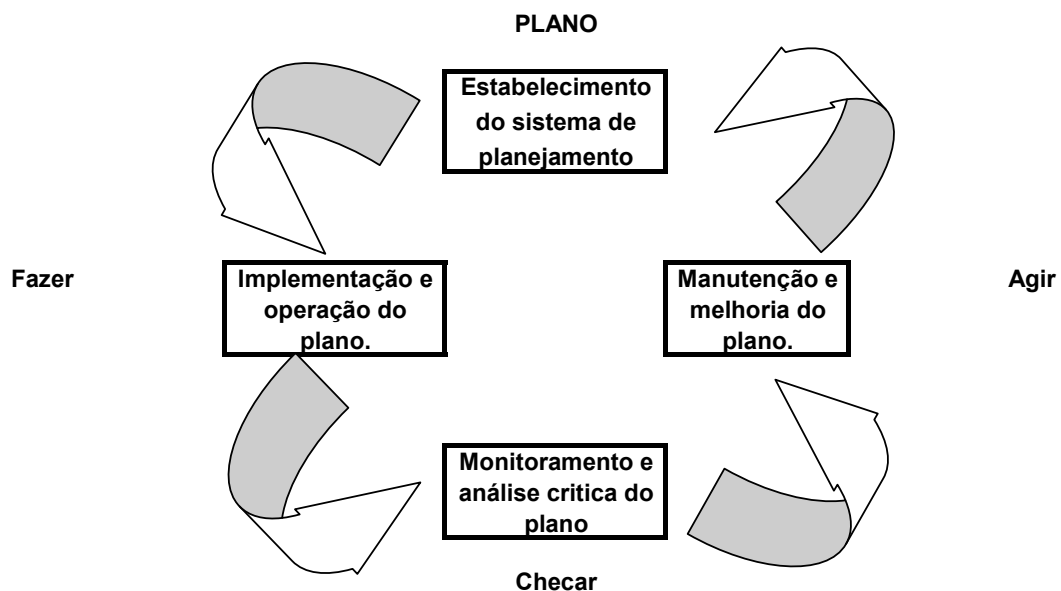 PLANO
Estabelecimento
do sistema de
planejamento
Fazer
Implementação e
operação do
plano.
Manutenção e
melhoria do
plano.
Agir
Monitoramento e
análise critica do
plano
Checar